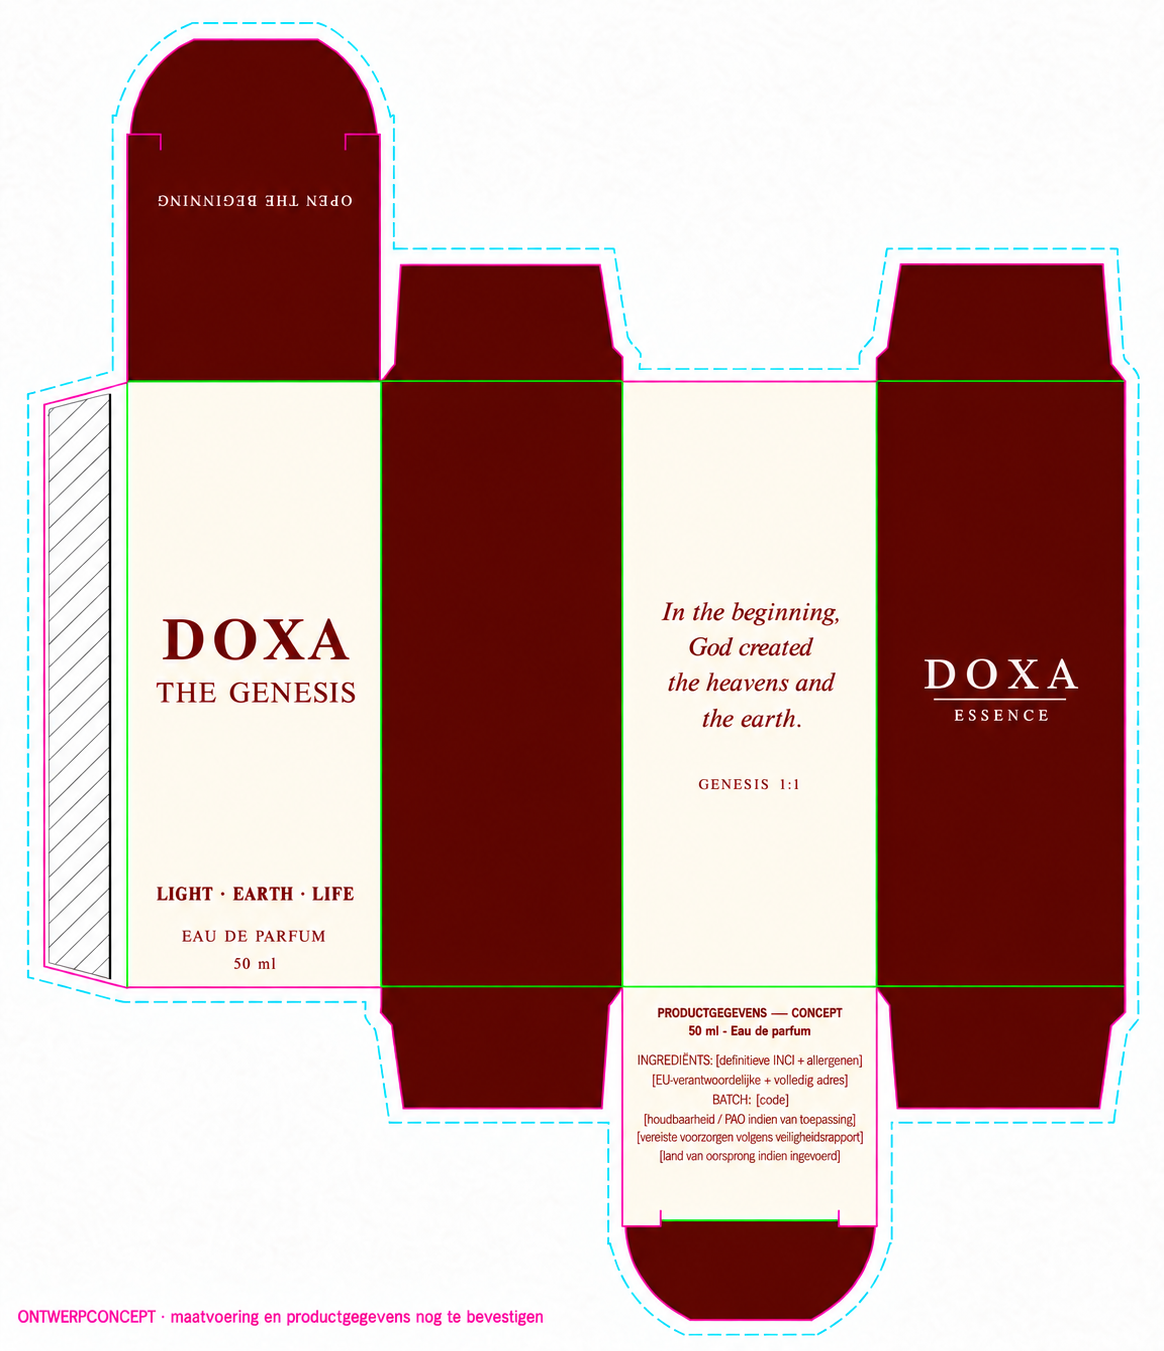 OPEN THE BEGINNING
DOXA
THE GENESIS
LIGHT · EARTH · LIFE
EAU DE PARFUM
50 ml
In the beginning,
God created
the heavens and
the earth.
GENESIS 1:1
DOXA
ESSENCE
PRODUCTGEGEVENS — CONCEPT
50 ml - Eau de parfum
INGREDIËNTS: [definitieve INCI + allergenen]
[EU-verantwoordelijke + volledig adres]
BATCH: [code]
[houdbaarheid / PAO indien van toepassing]
[vereiste voorzorgen volgens veiligheidsrapport]
[land van oorsprong indien ingevoerd]
ONTWERPCONCEPT · maatvoering en productgegevens nog te bevestigen